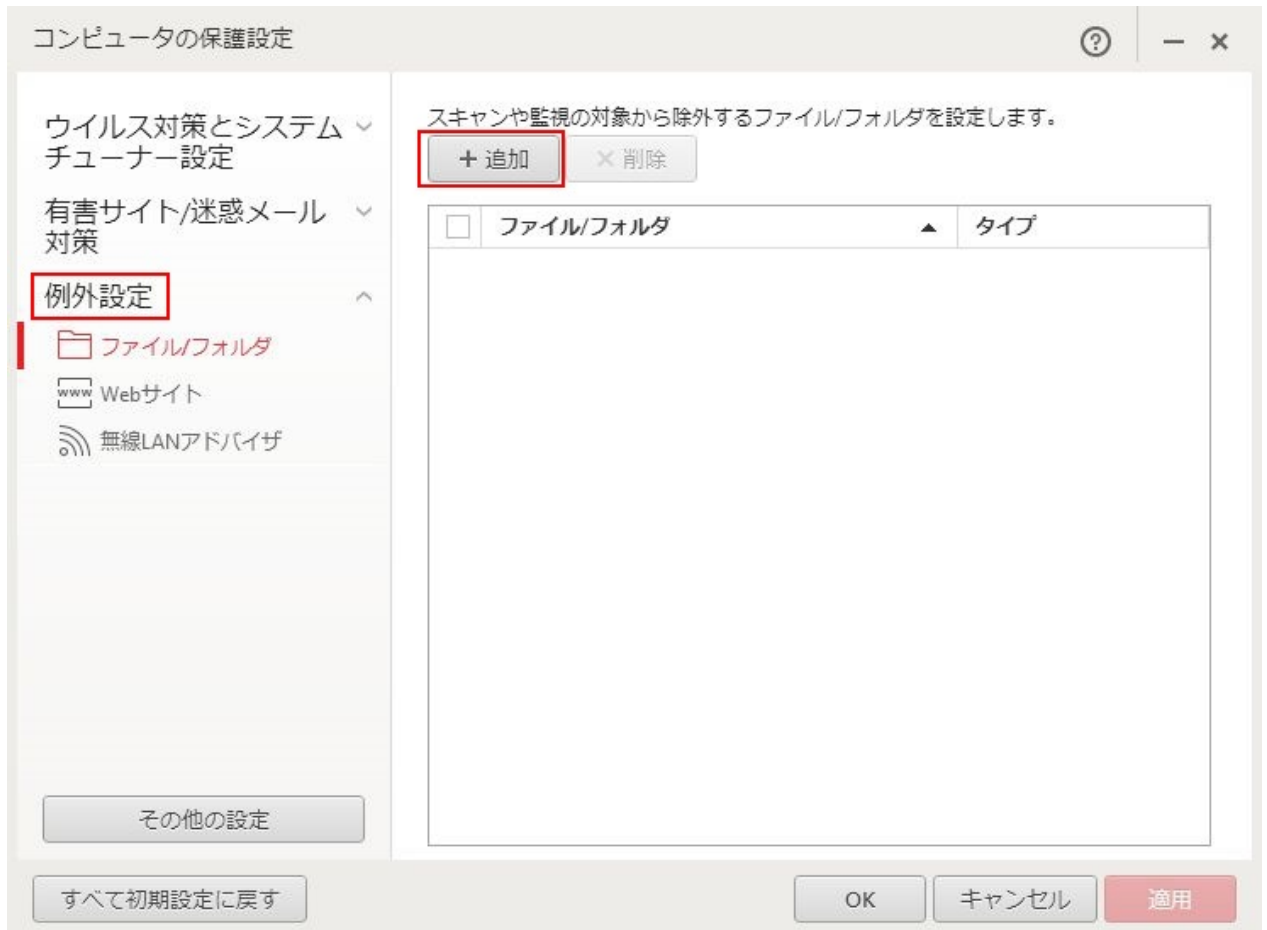 コンピュータの保護設定
ウイルス対策とシステム
チューナー設定
有害サイト/迷惑メール
対策
例外設定
ファイル/フォルダ
www Webサイト
無線LANアドバイザ
その他の設定
スキャンや監視の対象から除外するファイル/フォルダを設定します。
+ 追加 × 削除
ファイル/フォルダ ▲ タイプ
すべて初期設定に戻す OK キャンセル 適用